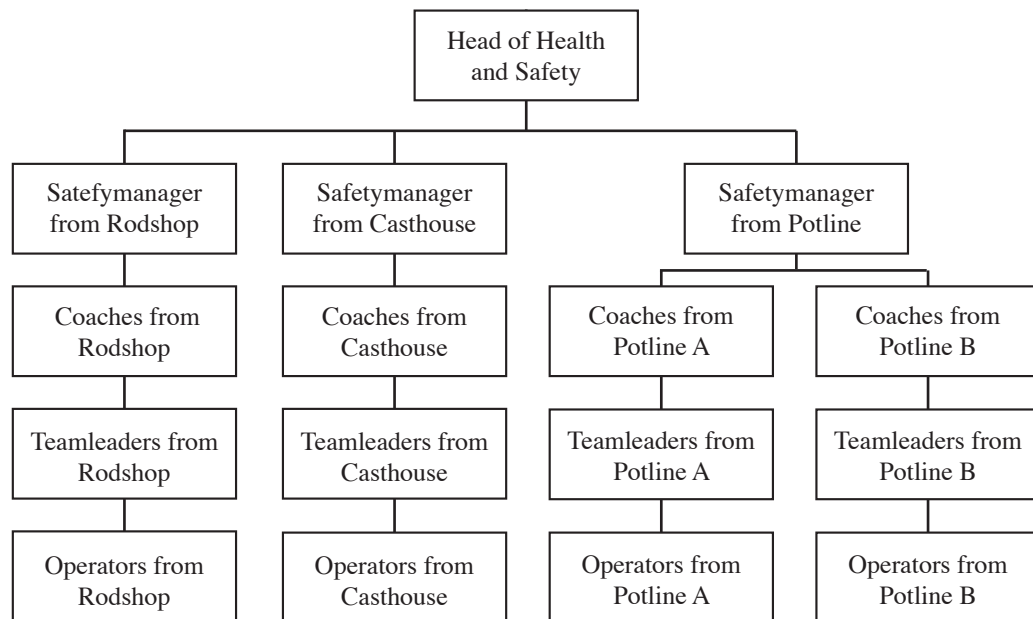 Head of Health
and Safety
Satefymanager
from Rodshop
Safetymanager
from Casthouse
Safetymanager
from Potline
Coaches from
Rodshop
Coaches from
Casthouse
Coaches from
Potline A
Coaches from
Potline B
Teamleaders from
Rodshop
Teamleaders from
Casthouse
Teamleaders from
Potline A
Teamleaders from
Potline B
Operators from
Rodshop
Operators from
Casthouse
Operators from
Potline A
Operators from
Potline B